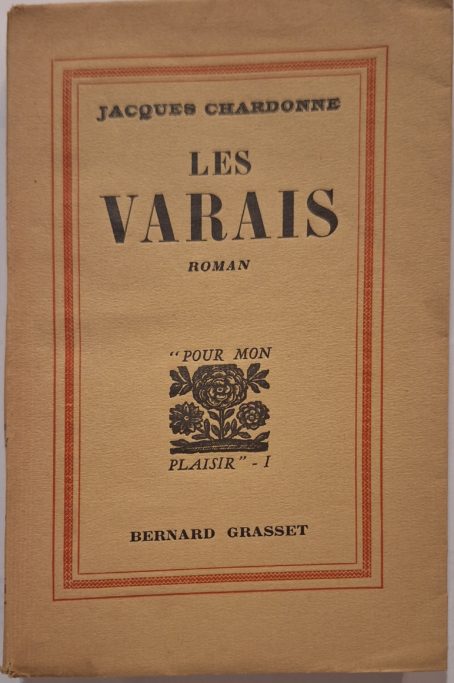 JACQUES CHARDONNE
LES
VARAIS
ROMAN
"POUR MON
PLAISIR" - I
BERNARD GRASSET